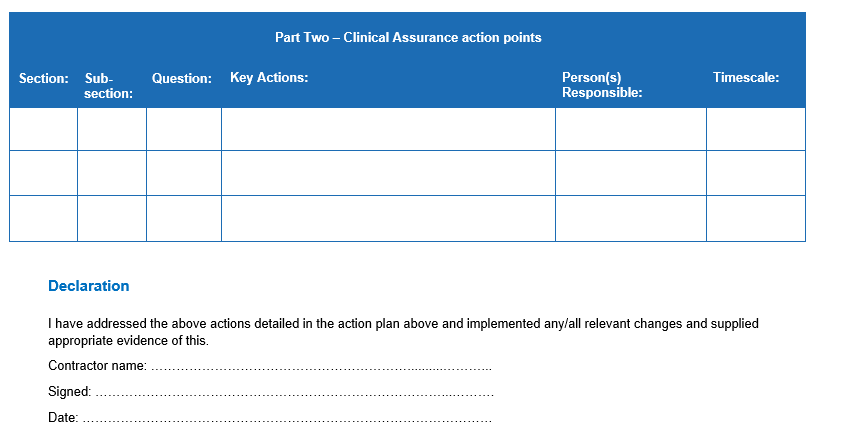 Part Two – Clinical Assurance action points
Section: Sub-section: Question: Key Actions: Person(s) Responsible: Timescale:
Declaration
I have addressed the above actions detailed in the action plan above and implemented any/all relevant changes and supplied
appropriate evidence of this.
Contractor name: …………………………………………………….........………..
Signed: ………………………………………………………………………....………
Date: ……………………………………………………………………………………